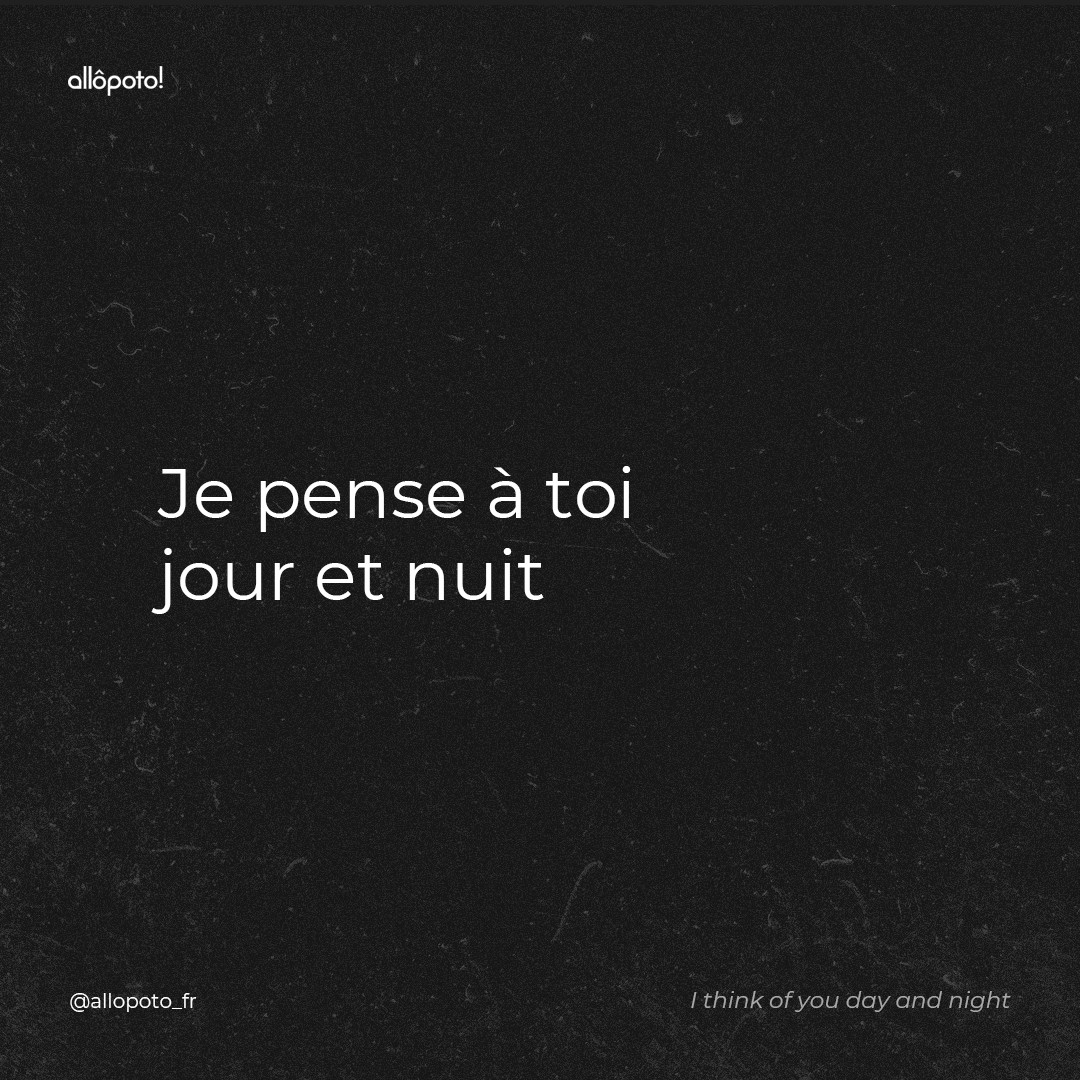 allôpoto!
Je pense à toi
jour et nuit
@allopoto_fr
I think of you day and night